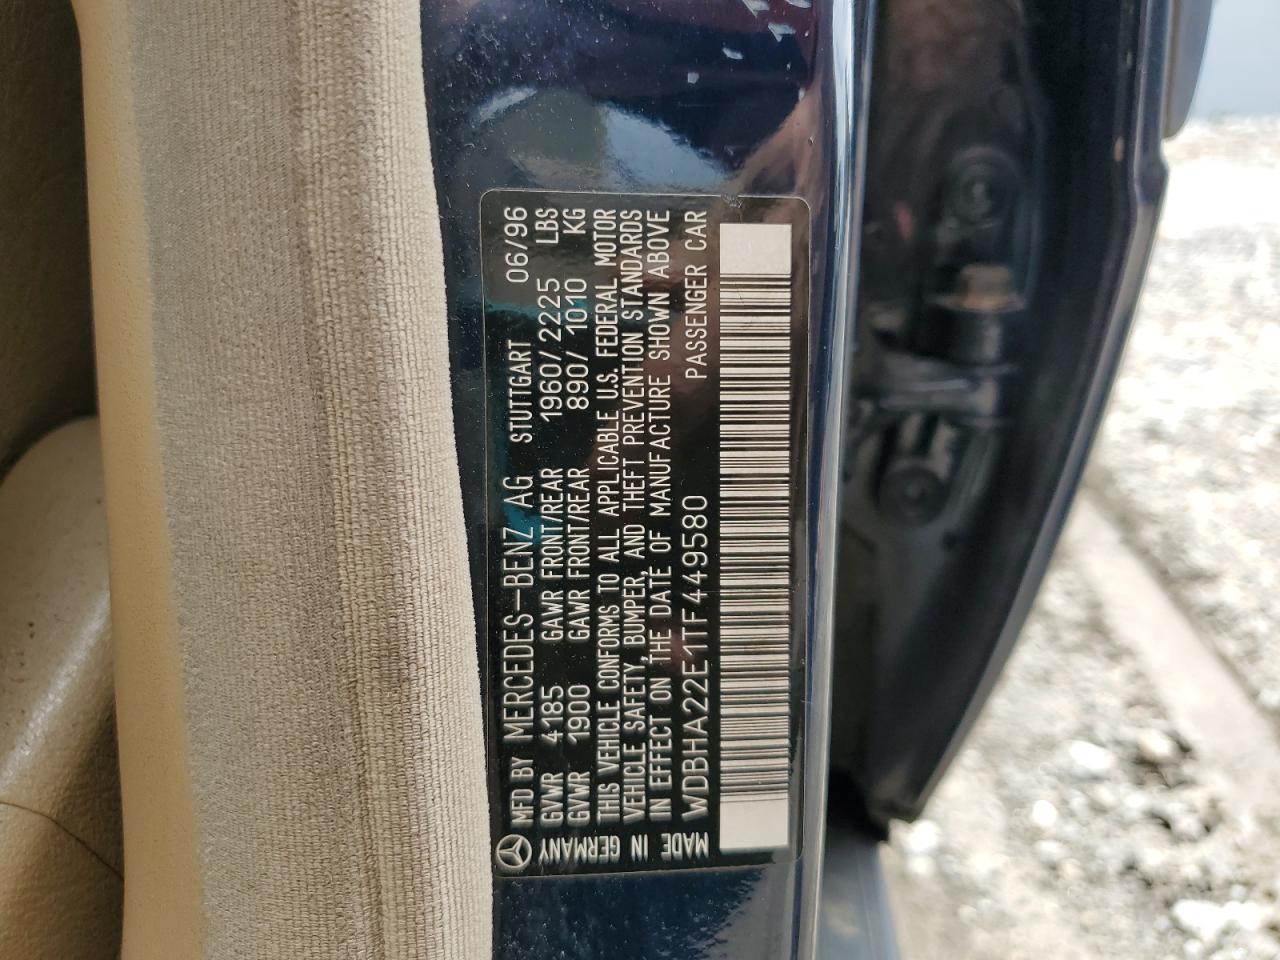 MFD BY MERCEDES-BENZ AG STUTTGART 06/96
GVWR 4185 GAWR FRONT/REAR 1960/2225 LBS
GVWR 1900 GAWR FRONT/REAR 890/1010 KG
THIS VEHICLE CONFORMS TO ALL APPLICABLE U.S. FEDERAL MOTOR
VEHICLE SAFETY, BUMPER, AND THEFT PREVENTION STANDARDS
IN EFFECT ON THE DATE OF MANUFACTURE SHOWN ABOVE
WDBHA22E1TF449580 PASSENGER CAR
MADE IN GERMANY